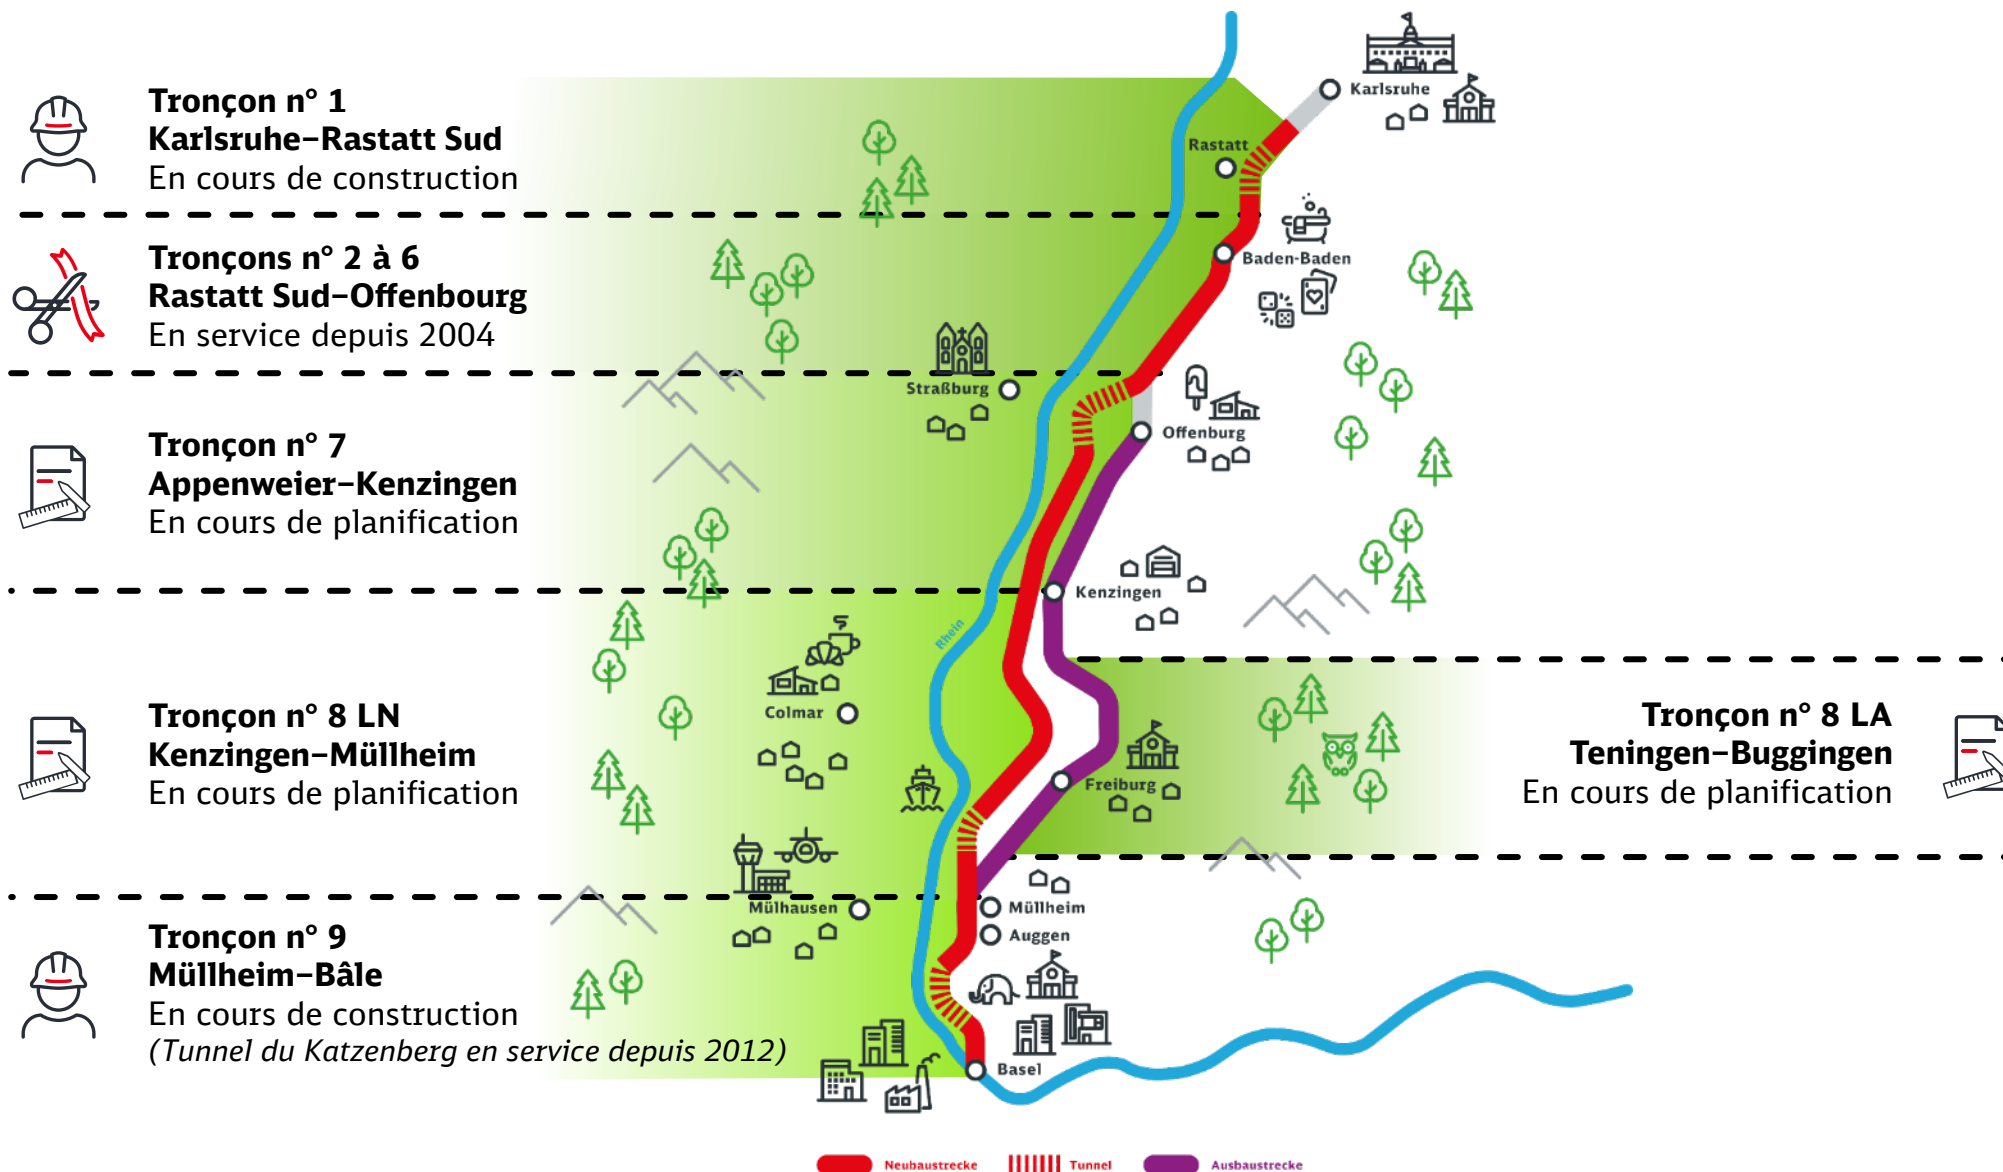 Tronçon n° 1
Karlsruhe–Rastatt Sud
En cours de construction
Tronçons n° 2 à 6
Rastatt Sud–Offenbourg
En service depuis 2004
Tronçon n° 7
Appenweier–Kenzingen
En cours de planification
Tronçon n° 8 LN
Kenzingen–Müllheim
En cours de planification
Tronçon n° 9
Müllheim–Bâle
En cours de construction
(Tunnel du Katzenberg en service depuis 2012)
Karlsruhe
Rastatt
Baden-Baden
Straßburg
Offenburg
Kenzingen
Rhein
Colmar
Freiburg
Mülhausen
Müllheim
Auggen
Basel
Tronçon n° 8 LA
Teningen–Buggingen
En cours de planification
Neubaustrecke
Tunnel
Ausbaustrecke